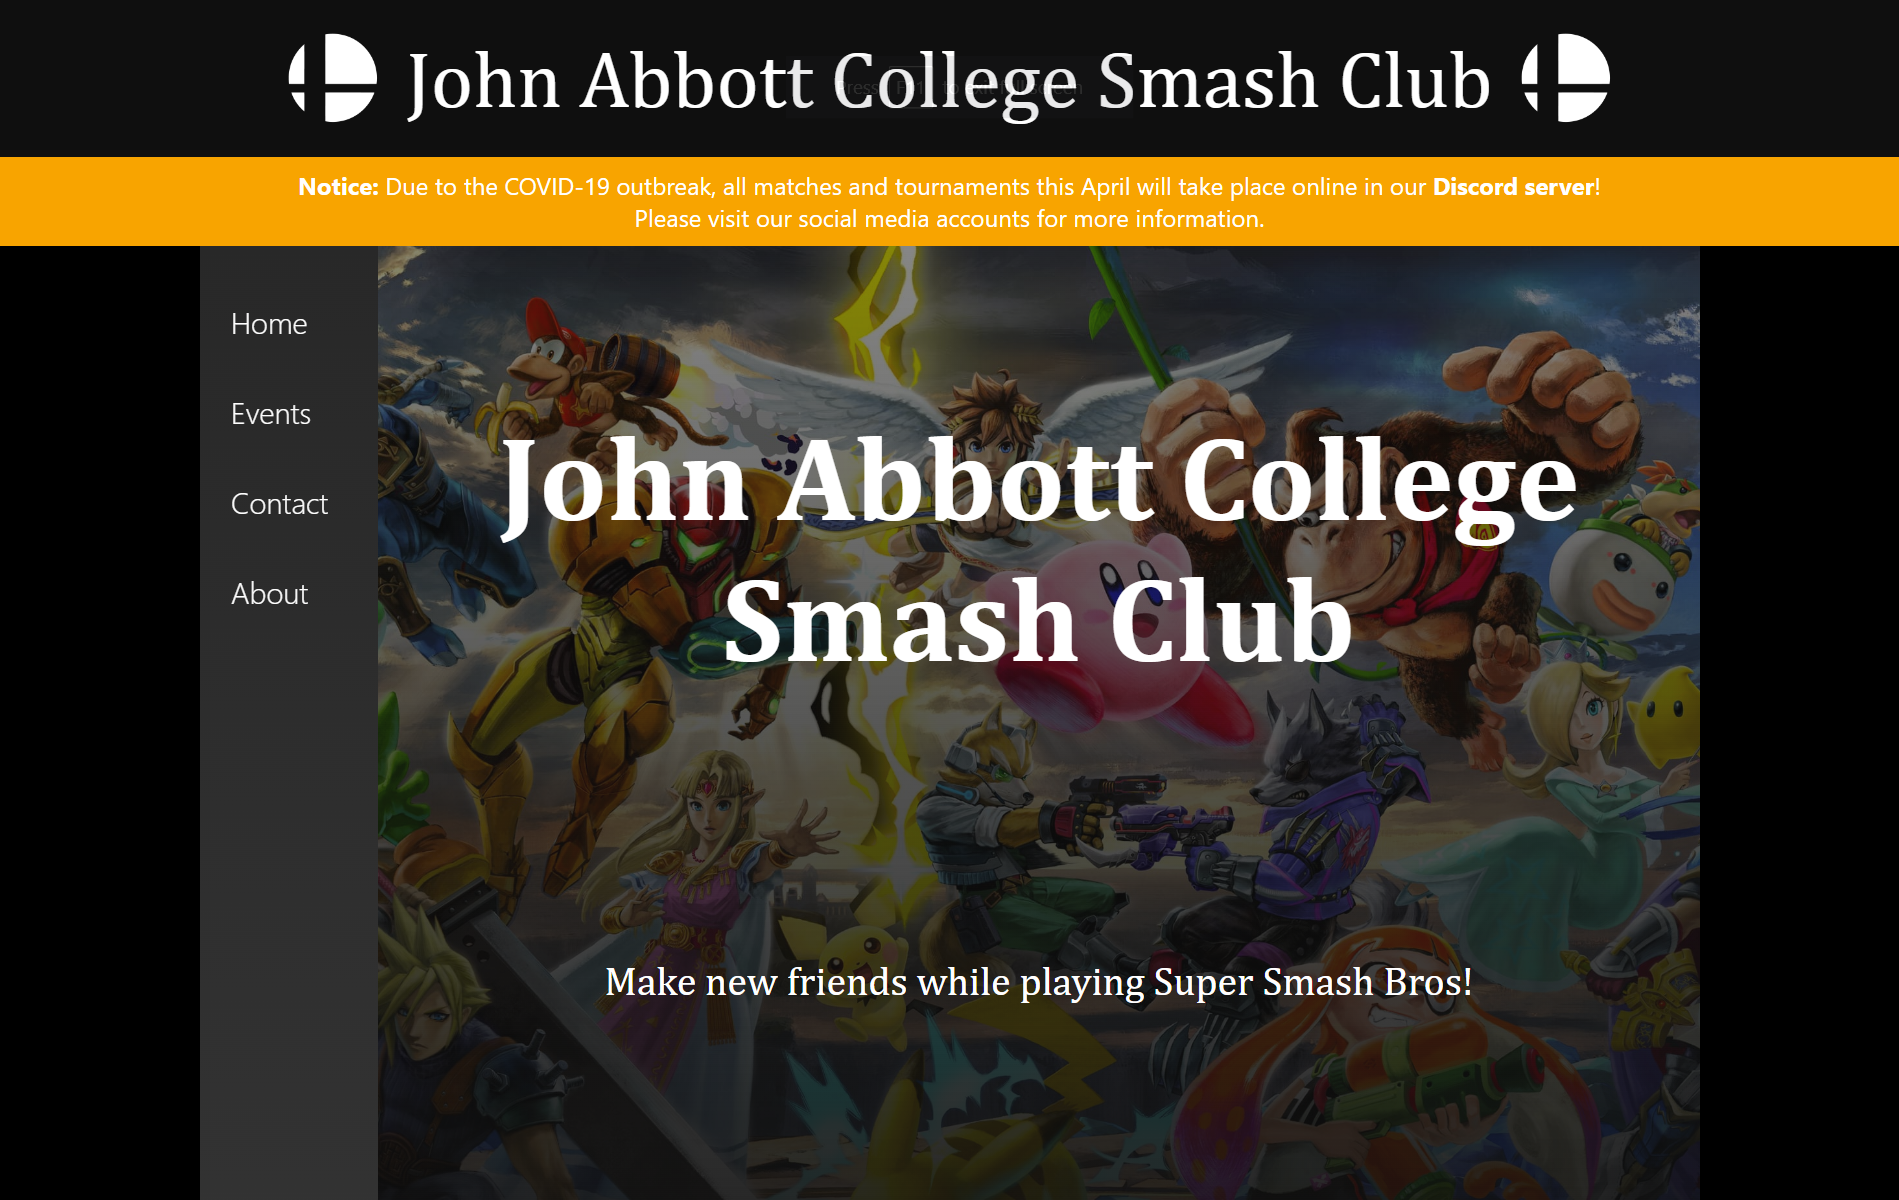 John Abbott College Smash Club
Notice: Due to the COVID-19 outbreak, all matches and tournaments this April will take place online in our Discord server!
Please visit our social media accounts for more information.
Home
Events
Contact
About
John Abbott College
Smash Club
Make new friends while playing Super Smash Bros!